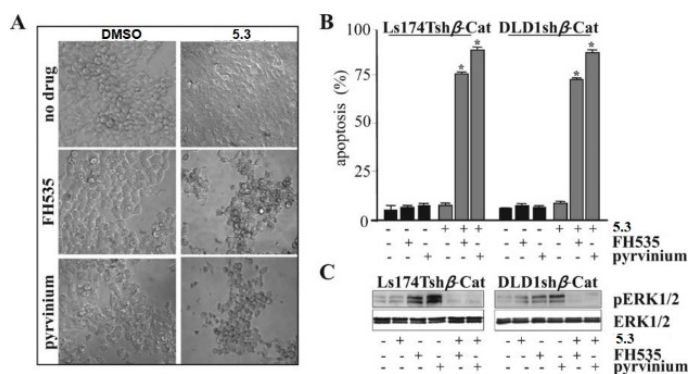 A
DMSO 5.3
no drug
FH535
pyrvinium
B
Ls174Tshβ-Cat DLD1shβ-Cat
apoptosis (%)
100
75
50
25
0
* * * *
- - - + + + - - - + + + 5.3
- + - - + - - + - - + - FH535
- - + - - + - - + - - + pyrvinium
C
Ls174Tshβ-Cat DLD1shβ-Cat
pERK1/2
ERK1/2
- + - - + + - + - - + + 5.3
- - + - + - - - + - + - FH535
- - - + - + - - - + - + pyrvinium